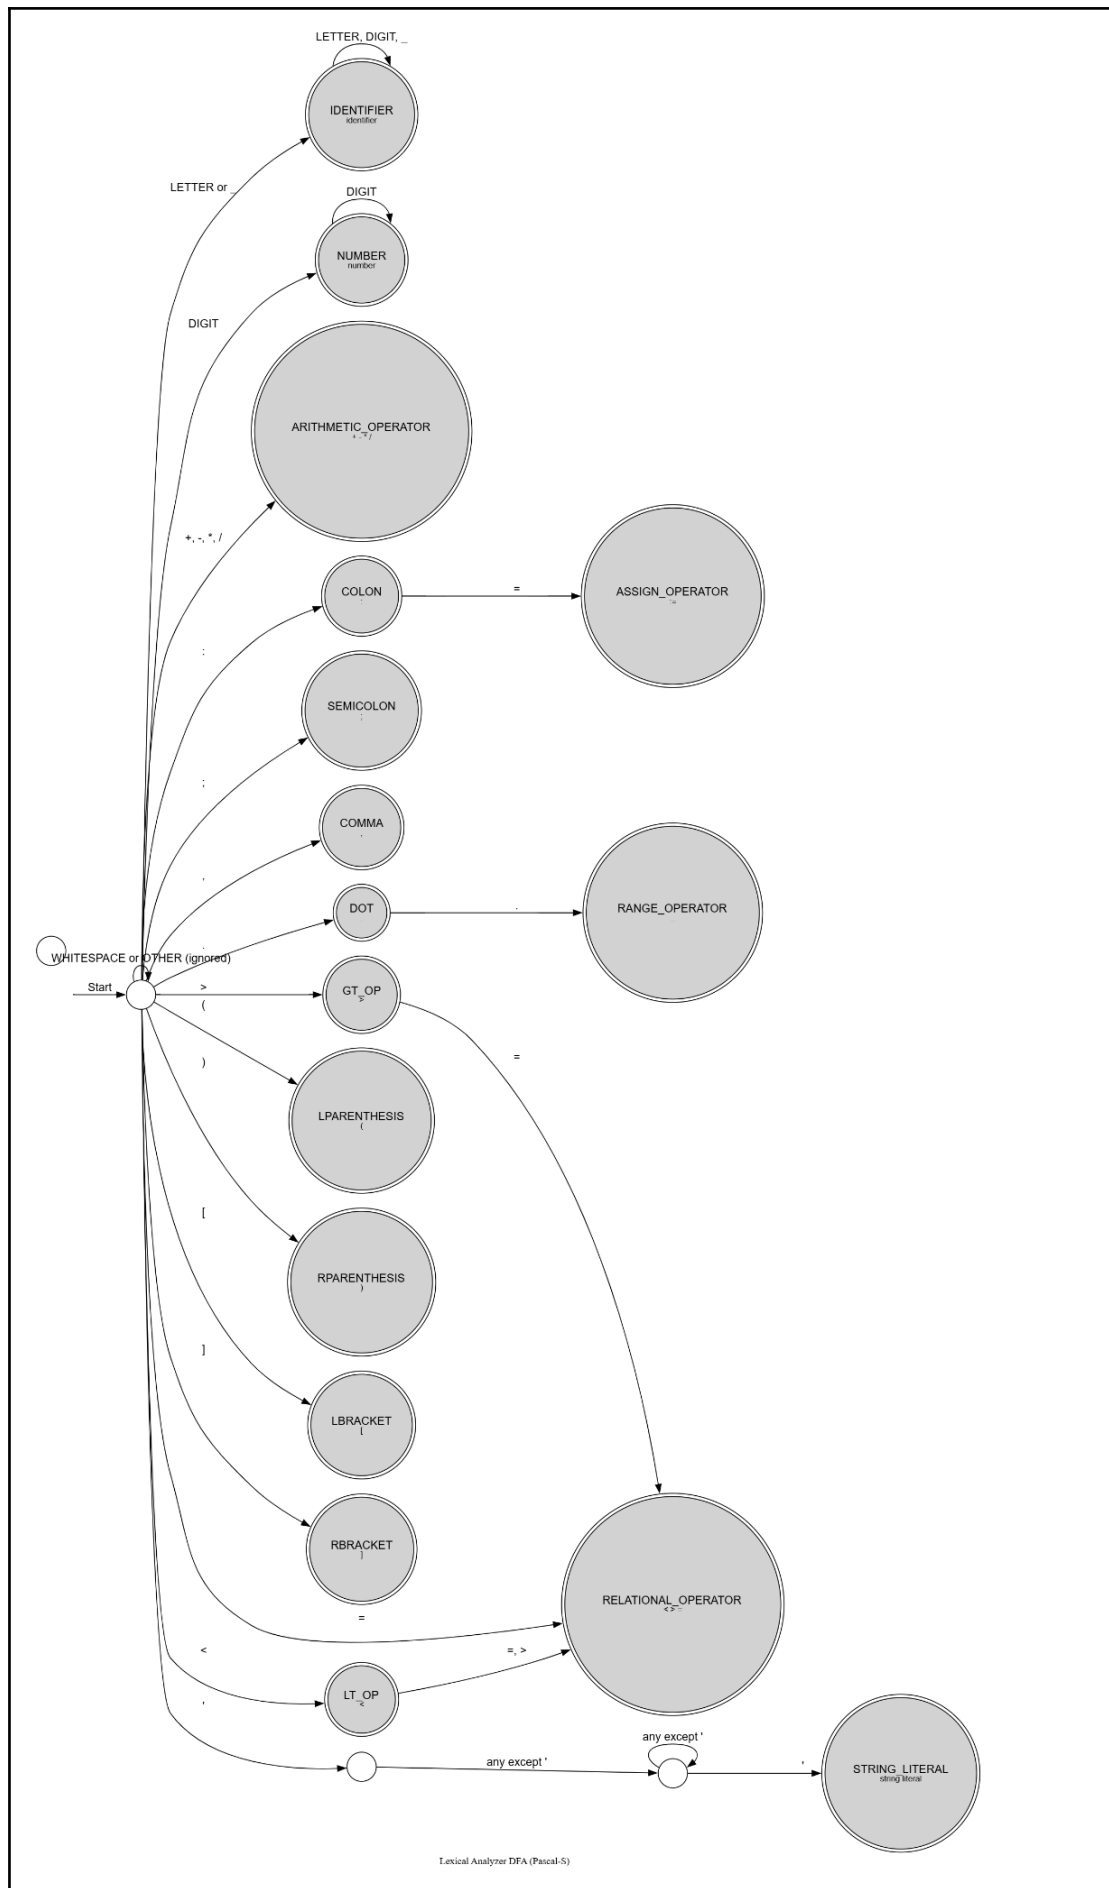 LETTER, DIGIT, _
IDENTIFIER
identifier
LETTER or _
DIGIT
NUMBER
number
DIGIT
ARITHMETIC_OPERATOR
+ - * /
+, -, *, /
COLON
:
=
ASSIGN_OPERATOR
:=
:
SEMICOLON
;
;
COMMA
,
,
DOT
.
RANGE_OPERATOR
.
WHITESPACE or OTHER (ignored)
Start
>
GT_OP
>
(
=
)
LPARENTHESIS
(
[
RPARENTHESIS
)
]
LBRACKET
[
RBRACKET
]
=
RELATIONAL_OPERATOR
< > =
<
=, >
LT_OP
<
'
any except '
any except '
'
STRING_LITERAL
string literal
Lexical Analyzer DFA (Pascal-S)